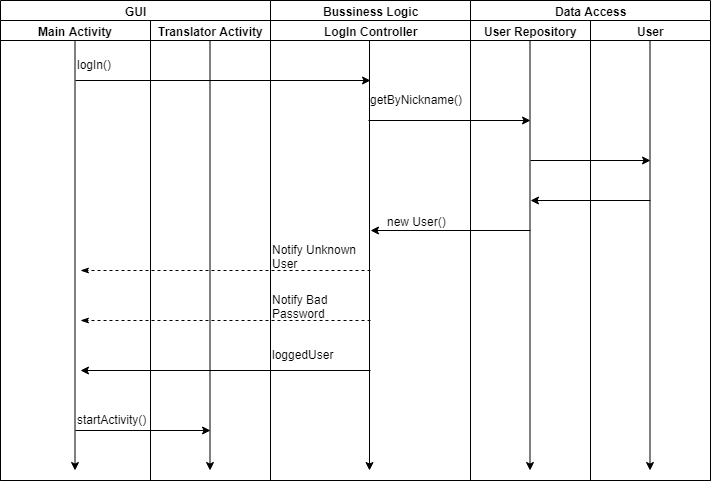 GUI
Bussiness Logic
Data Access
Main Activity
Translator Activity
LogIn Controller
User Repository
User
logIn()
getByNickname()
new User()
Notify Unknown
User
Notify Bad
Password
loggedUser
startActivity()